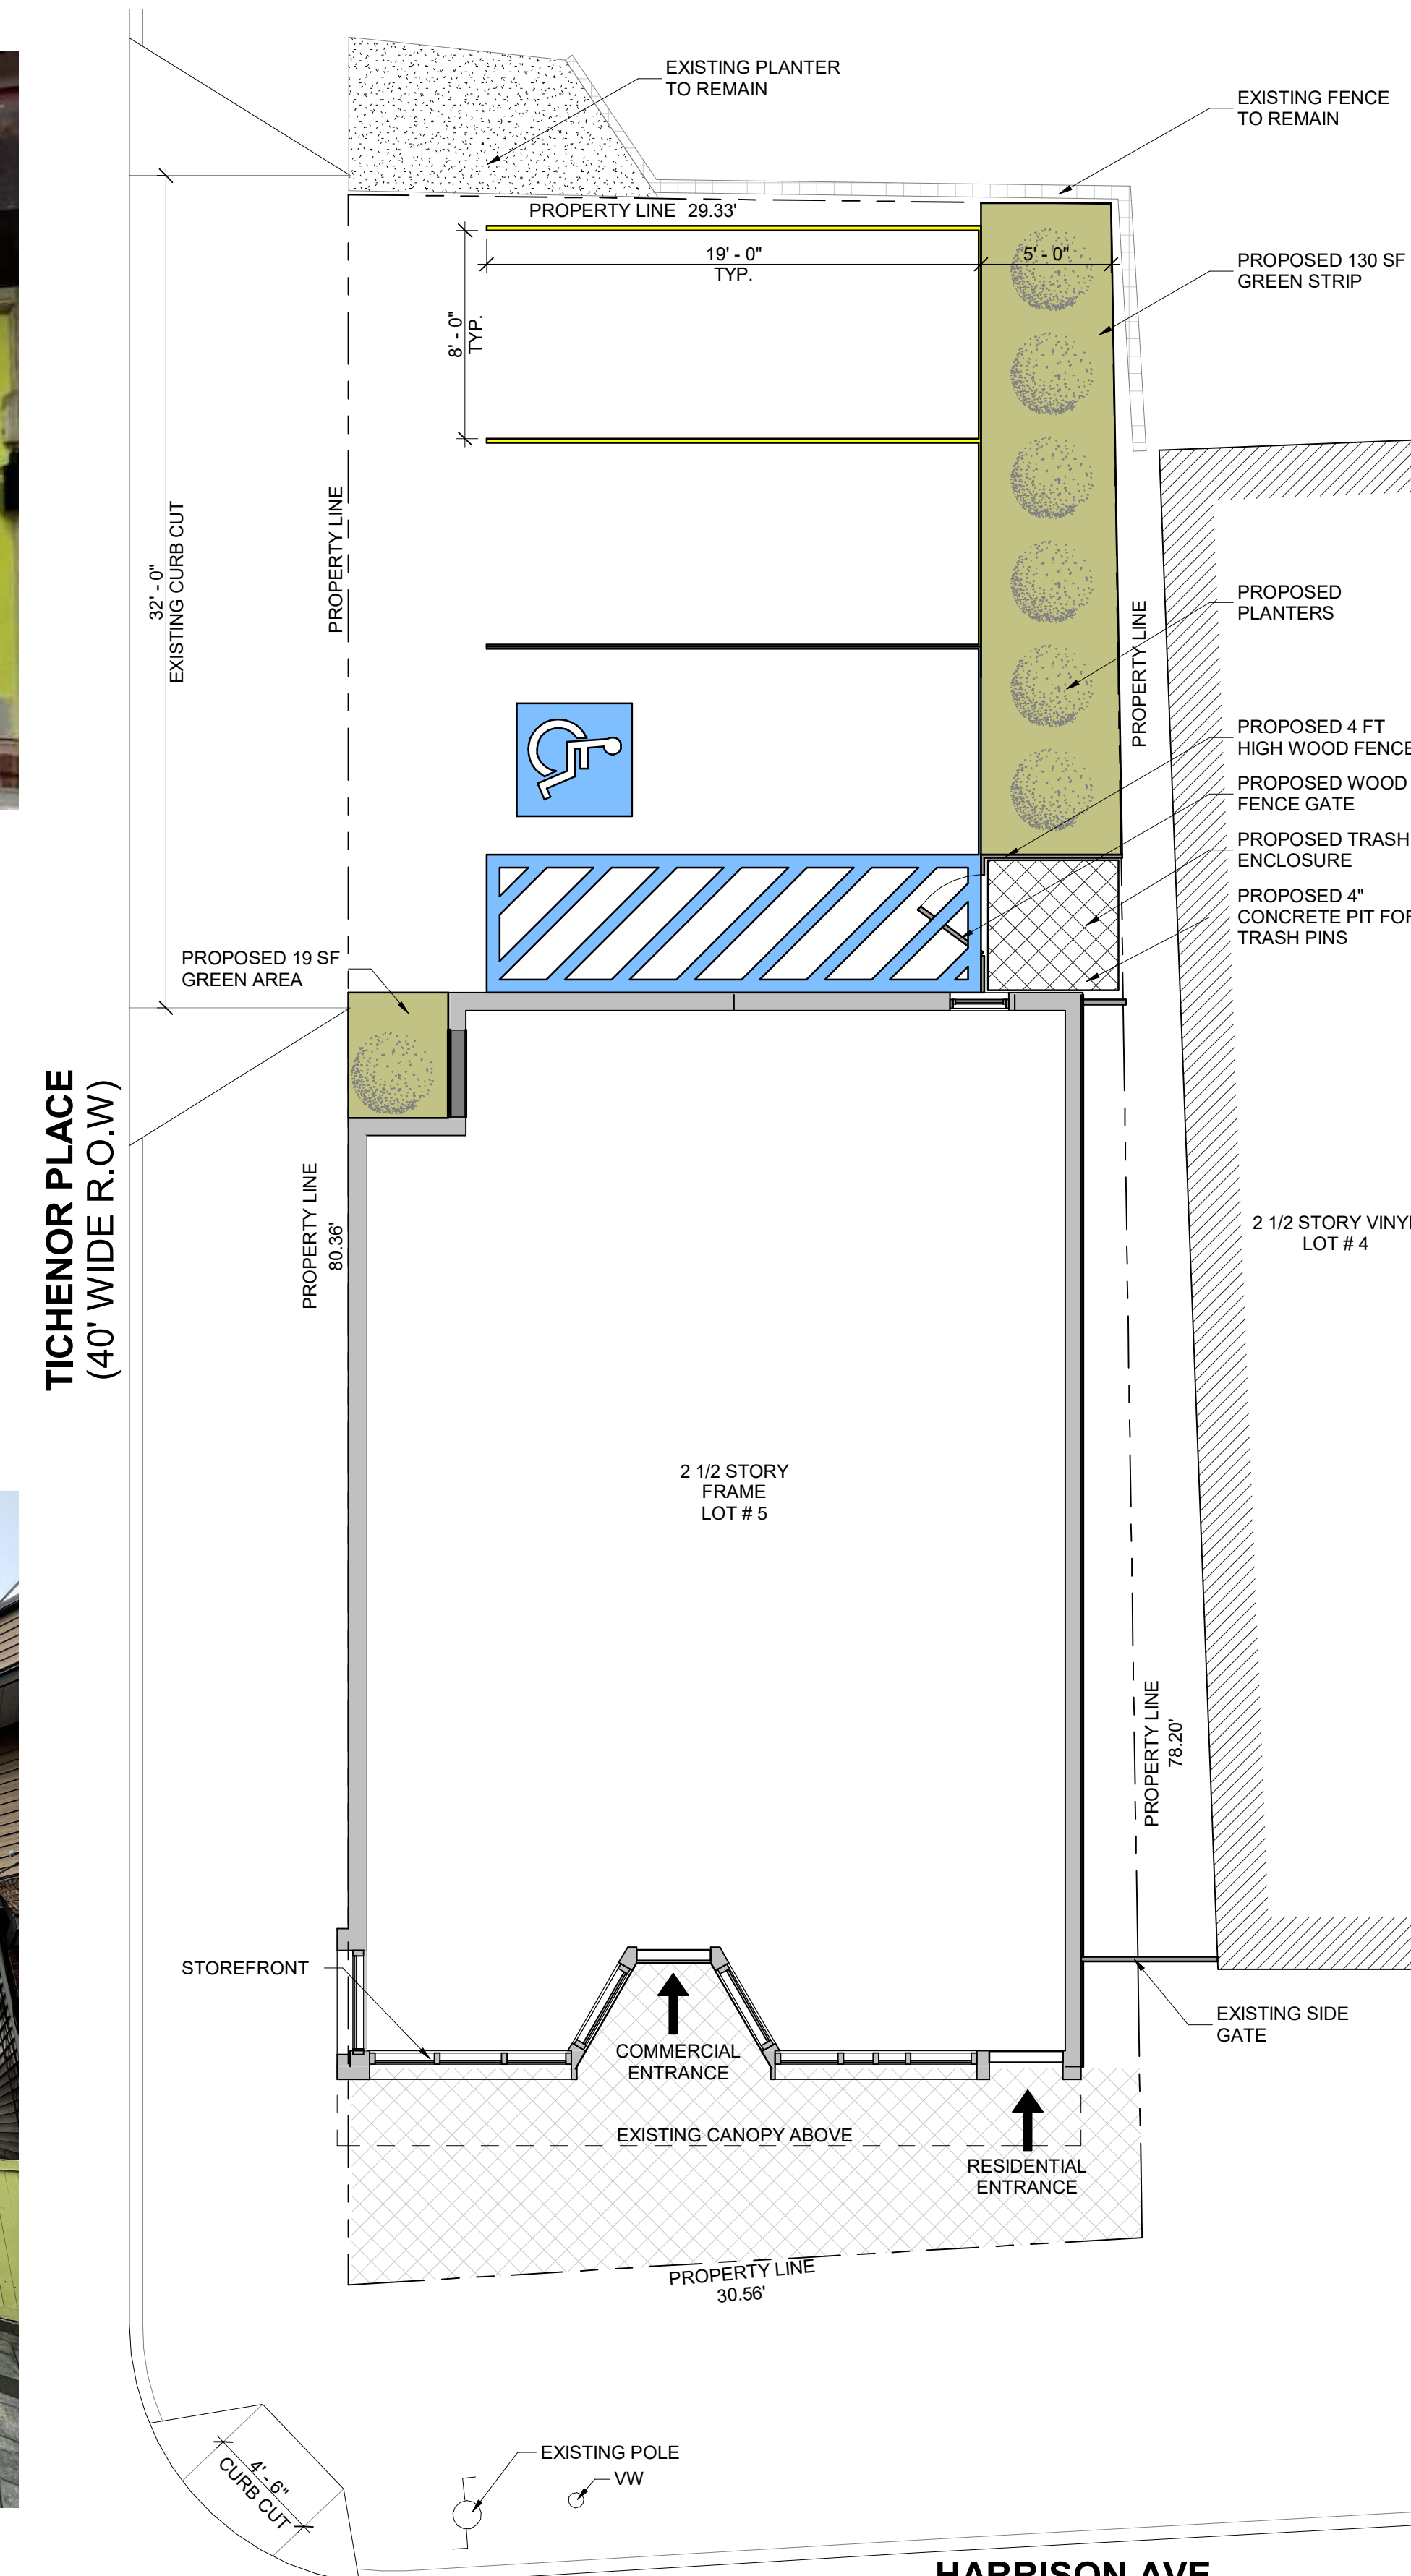 EXISTING PLANTER
TO REMAIN
EXISTING FENCE
TO REMAIN
PROPERTY LINE 29.33'
19' - 0"
TYP.
5' - 0"
8' - 0"
TYP.
PROPOSED 130 SF
GREEN STRIP
32' - 0"
EXISTING CURB CUT
PROPERTY LINE
PROPOSED
PLANTERS
PROPERTY LINE
PROPOSED 4 FT
HIGH WOOD FENCE
PROPOSED WOOD
FENCE GATE
PROPOSED TRASH
ENCLOSURE
PROPOSED 4"
CONCRETE PIT FOR
TRASH PINS
PROPOSED 19 SF
GREEN AREA
TICHENOR PLACE
(40' WIDE R.O.W)
PROPERTY LINE
80.36'
2 1/2 STORY VINYL
LOT # 4
2 1/2 STORY
FRAME
LOT # 5
PROPERTY LINE
78.20'
STOREFRONT
COMMERCIAL
ENTRANCE
EXISTING SIDE
GATE
EXISTING CANOPY ABOVE
RESIDENTIAL
ENTRANCE
PROPERTY LINE
30.56'
4' - 6"
CURB CUT
EXISTING POLE
VW
HARRISON AVE